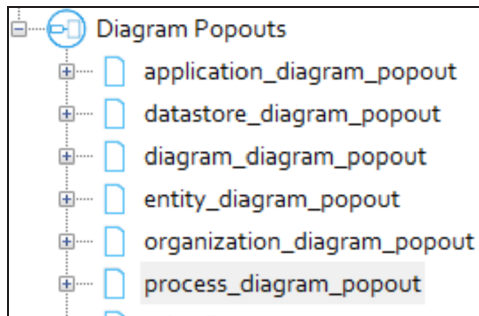 Diagram Popouts
application_diagram_popout
datastore_diagram_popout
diagram_diagram_popout
entity_diagram_popout
organization_diagram_popout
process_diagram_popout